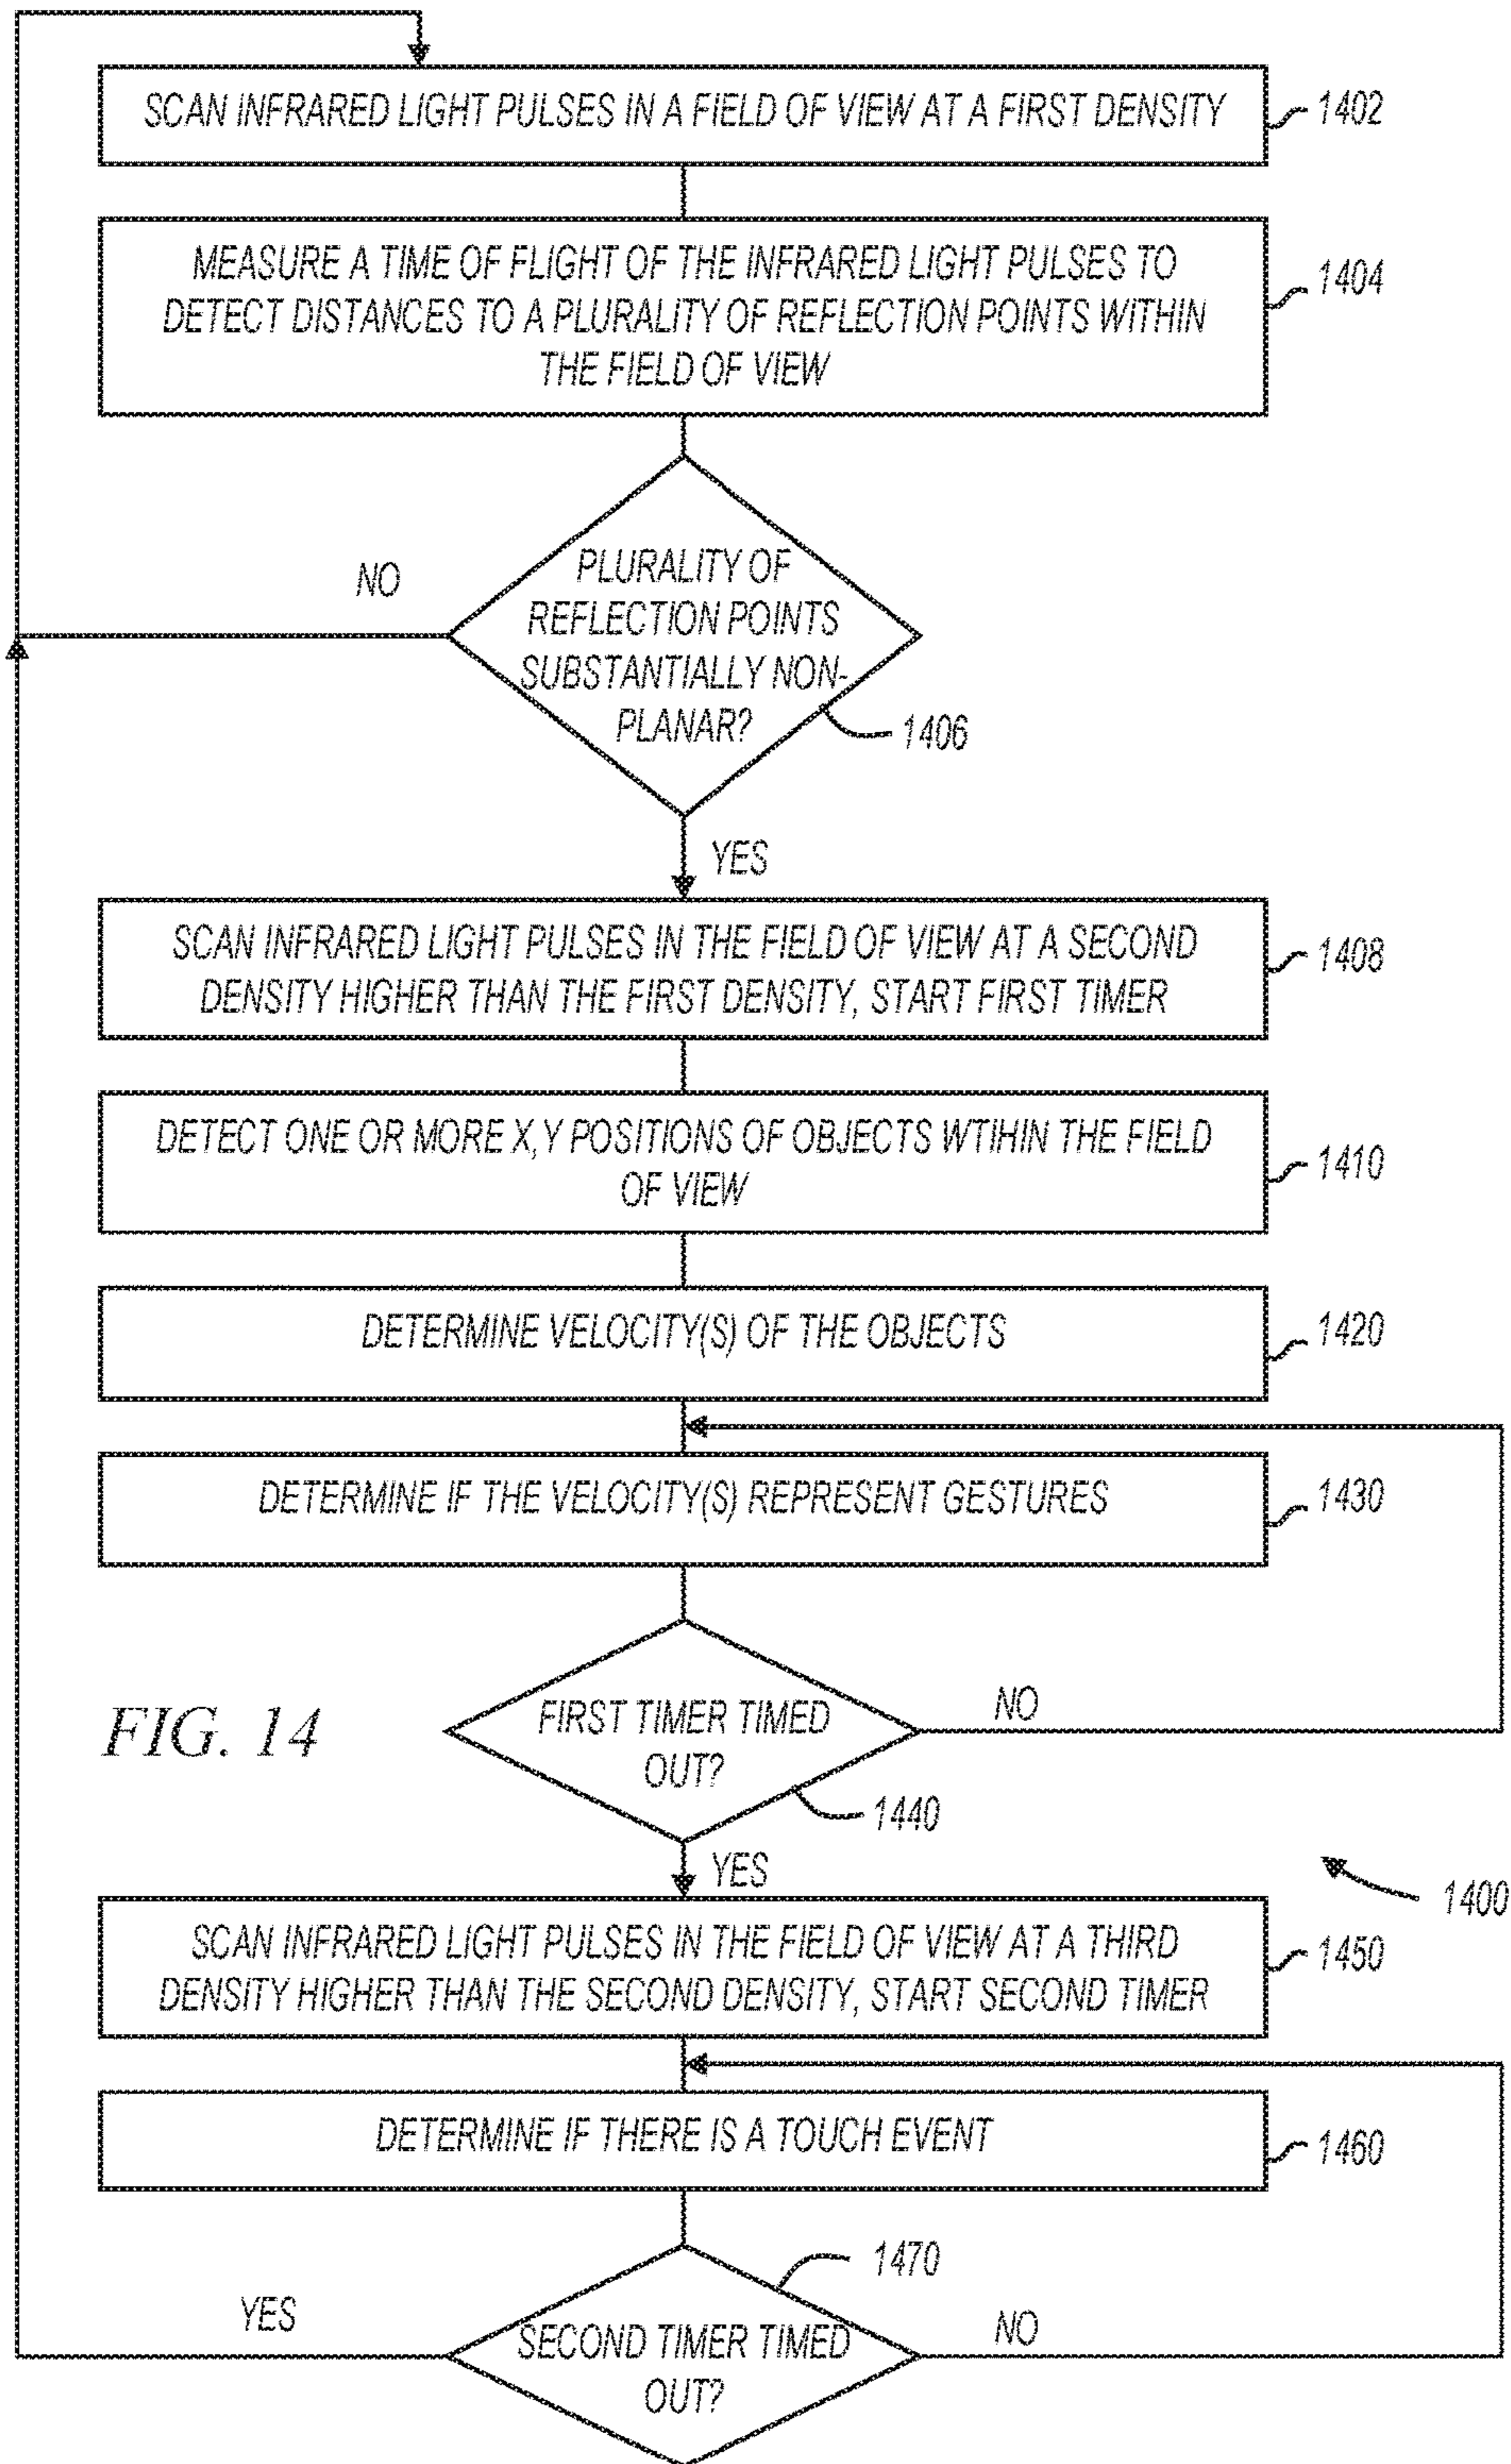 SCAN INFRARED LIGHT PULSES IN A FIELD OF VIEW AT A FIRST DENSITY
1402
MEASURE A TIME OF FLIGHT OF THE INFRARED LIGHT PULSES TO
DETECT DISTANCES TO A PLURALITY OF REFLECTION POINTS WITHIN
THE FIELD OF VIEW
1404
NO
PLURALITY OF
REFLECTION POINTS
SUBSTANTIALLY NON-
PLANAR?
1406
YES
SCAN INFRARED LIGHT PULSES IN THE FIELD OF VIEW AT A SECOND
DENSITY HIGHER THAN THE FIRST DENSITY, START FIRST TIMER
1408
DETECT ONE OR MORE X, Y POSITIONS OF OBJECTS WTIHIN THE FIELD
OF VIEW
1410
DETERMINE VELOCITY(S) OF THE OBJECTS
1420
DETERMINE IF THE VELOCITY(S) REPRESENT GESTURES
1430
FIG. 14
FIRST TIMER TIMED
OUT?
NO
1440
YES
1400
SCAN INFRARED LIGHT PULSES IN THE FIELD OF VIEW AT A THIRD
DENSITY HIGHER THAN THE SECOND DENSITY, START SECOND TIMER
1450
DETERMINE IF THERE IS A TOUCH EVENT
1460
1470
YES
SECOND TIMER TIMED
OUT?
NO